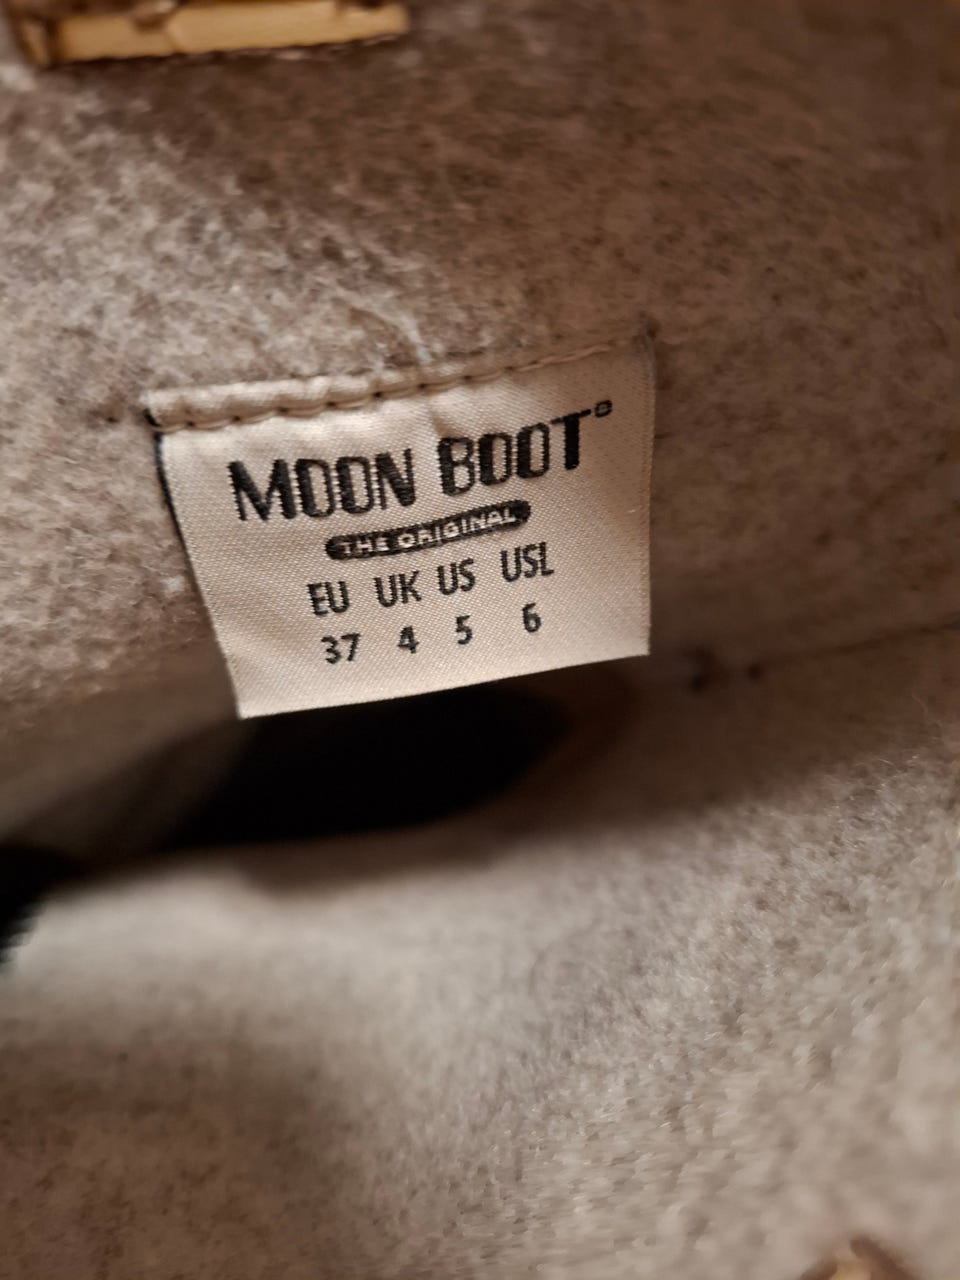 MOON BOOT®
THE ORIGINAL
EU UK US USL
37 4 5 6